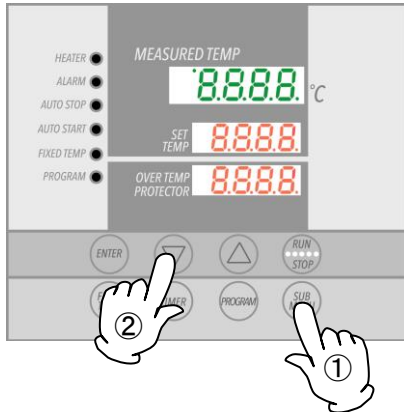 HEATER
MEASURED TEMP
ALARM
8.8.8.8.
°C
AUTO STOP
AUTO START
SET
TEMP
8.8.8.8.
FIXED TEMP
PROGRAM
OVER TEMP
PROTECTOR
8.8.8.8.
ENTER
RUN
STOP
PROGRAM
SUB
②
①